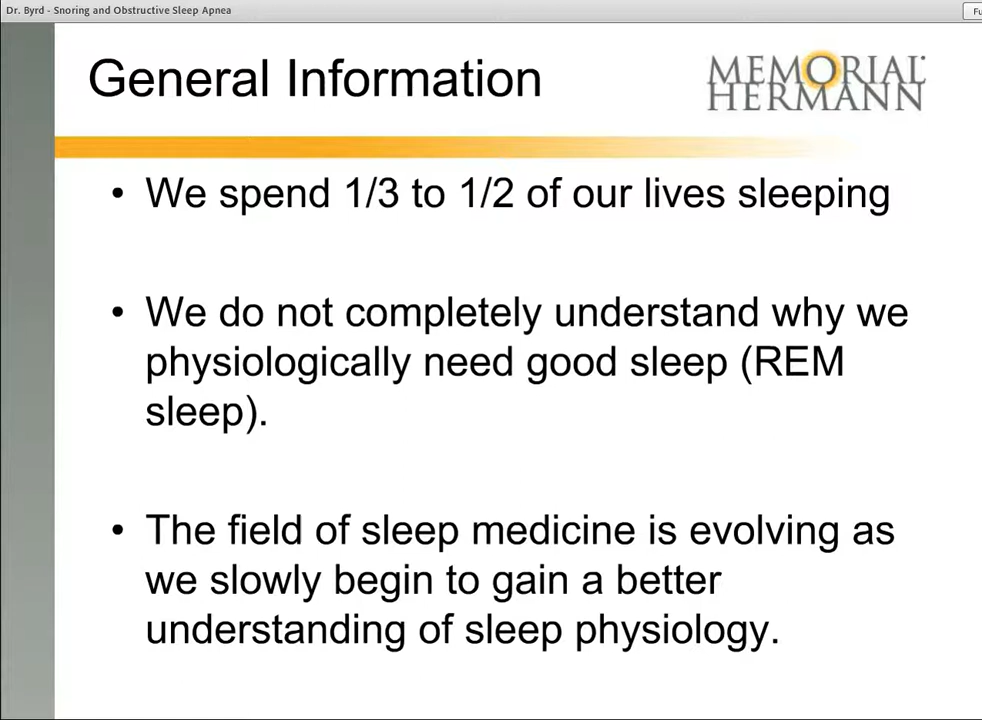 Dr. Byrd - Snoring and Obstructive Sleep Apnea
Fu
General Information
MEMORIAL
HERMANN
• We spend 1/3 to 1/2 of our lives sleeping
• We do not completely understand why we
physiologically need good sleep (REM
sleep).
• The field of sleep medicine is evolving as
we slowly begin to gain a better
understanding of sleep physiology.